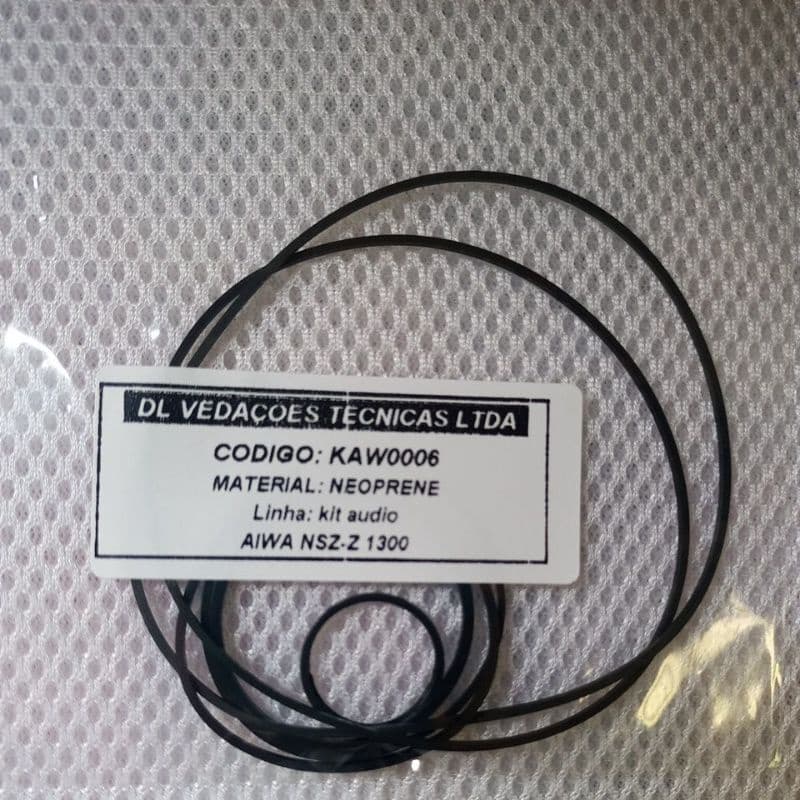 DL VEDAÇOES TECNICAS LTDA
CODIGO: KAW0006
MATERIAL: NEOPRENE
Linha: kit audio
AIWA NSZ-Z 1300